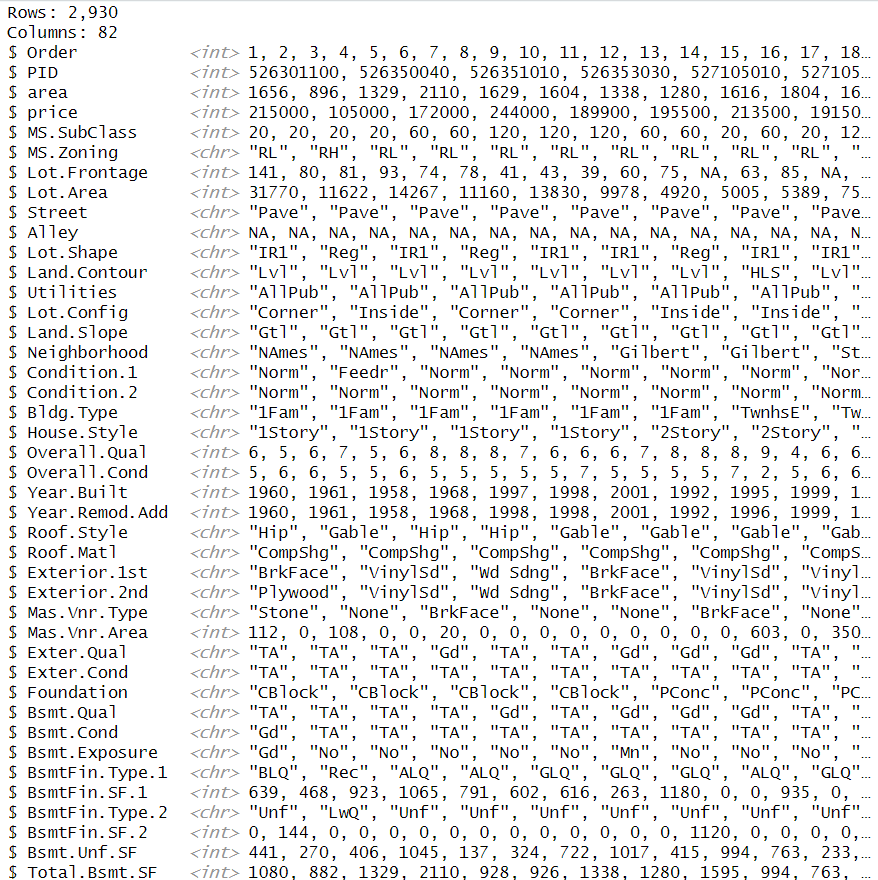 Rows: 2,930
Columns: 82
$ Order <int> 1, 2, 3, 4, 5, 6, 7, 8, 9, 10, 11, 12, 13, 14, 15, 16, 17, 18…
$ PID <int> 526301100, 526350040, 526351010, 526353030, 527105010, 527105…
$ area <int> 1656, 896, 1329, 2110, 1629, 1604, 1338, 1280, 1616, 1804, 16…
$ price <int> 215000, 105000, 172000, 244000, 189900, 195500, 213500, 19150…
$ MS.SubClass <int> 20, 20, 20, 20, 60, 60, 120, 120, 120, 60, 60, 20, 60, 20, 12…
$ MS.Zoning <chr> "RL", "RH", "RL", "RL", "RL", "RL", "RL", "RL", "RL", "RL", "…
$ Lot.Frontage <int> 141, 80, 81, 93, 74, 78, 41, 43, 39, 60, 75, NA, 63, 85, NA, …
$ Lot.Area <int> 31770, 11622, 14267, 11160, 13830, 9978, 4920, 5005, 5389, 75…
$ Street <chr> "Pave", "Pave", "Pave", "Pave", "Pave", "Pave", "Pave", "Pave…
$ Alley <chr> NA, NA, NA, NA, NA, NA, NA, NA, NA, NA, NA, NA, NA, NA, NA, N…
$ Lot.Shape <chr> "IR1", "Reg", "IR1", "Reg", "IR1", "IR1", "Reg", "IR1", "IR1"…
$ Land.Contour <chr> "Lvl", "Lvl", "Lvl", "Lvl", "Lvl", "Lvl", "Lvl", "HLS", "Lvl"…
$ Utilities <chr> "AllPub", "AllPub", "AllPub", "AllPub", "AllPub", "AllPub", "…
$ Lot.Config <chr> "Corner", "Inside", "Corner", "Corner", "Inside", "Inside", "…
$ Land.Slope <chr> "Gtl", "Gtl", "Gtl", "Gtl", "Gtl", "Gtl", "Gtl", "Gtl", "Gtl"…
$ Neighborhood <chr> "NAmes", "NAmes", "NAmes", "NAmes", "Gilbert", "Gilbert", "St…
$ Condition.1 <chr> "Norm", "Feedr", "Norm", "Norm", "Norm", "Norm", "Norm", "Nor…
$ Condition.2 <chr> "Norm", "Norm", "Norm", "Norm", "Norm", "Norm", "Norm", "Norm…
$ Bldg.Type <chr> "1Fam", "1Fam", "1Fam", "1Fam", "1Fam", "1Fam", "TwnhsE", "Tw…
$ House.Style <chr> "1Story", "1Story", "1Story", "1Story", "2Story", "2Story", "…
$ Overall.Qual <int> 6, 5, 6, 7, 5, 6, 8, 8, 8, 7, 6, 6, 6, 7, 8, 8, 8, 9, 4, 6, 6…
$ Overall.Cond <int> 5, 6, 6, 5, 5, 6, 5, 5, 5, 5, 5, 7, 5, 5, 5, 5, 7, 2, 5, 6, 6…
$ Year.Built <int> 1960, 1961, 1958, 1968, 1997, 1998, 2001, 1992, 1995, 1999, 1…
$ Year.Remod.Add <int> 1960, 1961, 1958, 1968, 1998, 1998, 2001, 1992, 1996, 1999, 1…
$ Roof.Style <chr> "Hip", "Gable", "Hip", "Hip", "Gable", "Gable", "Gable", "Gab…
$ Roof.Matl <chr> "CompShg", "CompShg", "CompShg", "CompShg", "CompShg", "CompS…
$ Exterior.1st <chr> "BrkFace", "VinylSd", "Wd Sdng", "BrkFace", "VinylSd", "Vinyl…
$ Exterior.2nd <chr> "Plywood", "VinylSd", "Wd Sdng", "BrkFace", "VinylSd", "Vinyl…
$ Mas.Vnr.Type <chr> "Stone", "None", "BrkFace", "None", "None", "BrkFace", "None"…
$ Mas.Vnr.Area <int> 112, 0, 108, 0, 0, 20, 0, 0, 0, 0, 0, 0, 0, 0, 0, 603, 0, 350…
$ Exter.Qual <chr> "TA", "TA", "TA", "Gd", "TA", "TA", "Gd", "Gd", "Gd", "TA", "…
$ Exter.Cond <chr> "TA", "TA", "TA", "TA", "TA", "TA", "TA", "TA", "TA", "TA", "…
$ Foundation <chr> "CBlock", "CBlock", "CBlock", "CBlock", "PConc", "PConc", "PC…
$ Bsmt.Qual <chr> "TA", "TA", "TA", "TA", "Gd", "TA", "Gd", "Gd", "Gd", "TA", "…
$ Bsmt.Cond <chr> "Gd", "TA", "TA", "TA", "TA", "TA", "TA", "TA", "TA", "TA", "…
$ Bsmt.Exposure <chr> "Gd", "No", "No", "No", "No", "No", "Mn", "No", "No", "No", "…
$ BsmtFin.Type.1 <chr> "BLQ", "Rec", "ALQ", "ALQ", "GLQ", "GLQ", "GLQ", "ALQ", "GLQ"…
$ BsmtFin.SF.1 <int> 639, 468, 923, 1065, 791, 602, 616, 263, 1180, 0, 0, 935, 0, …
$ BsmtFin.Type.2 <chr> "Unf", "LwQ", "Unf", "Unf", "Unf", "Unf", "Unf", "Unf", "Unf"…
$ BsmtFin.SF.2 <int> 0, 144, 0, 0, 0, 0, 0, 0, 0, 0, 0, 0, 0, 0, 1120, 0, 0, 0, 0,…
$ Bsmt.Unf.SF <int> 441, 270, 406, 1045, 137, 324, 722, 1017, 415, 994, 763, 233,…
$ Total.Bsmt.SF <int> 1080, 882, 1329, 2110, 928, 926, 1338, 1280, 1595, 994, 763, …